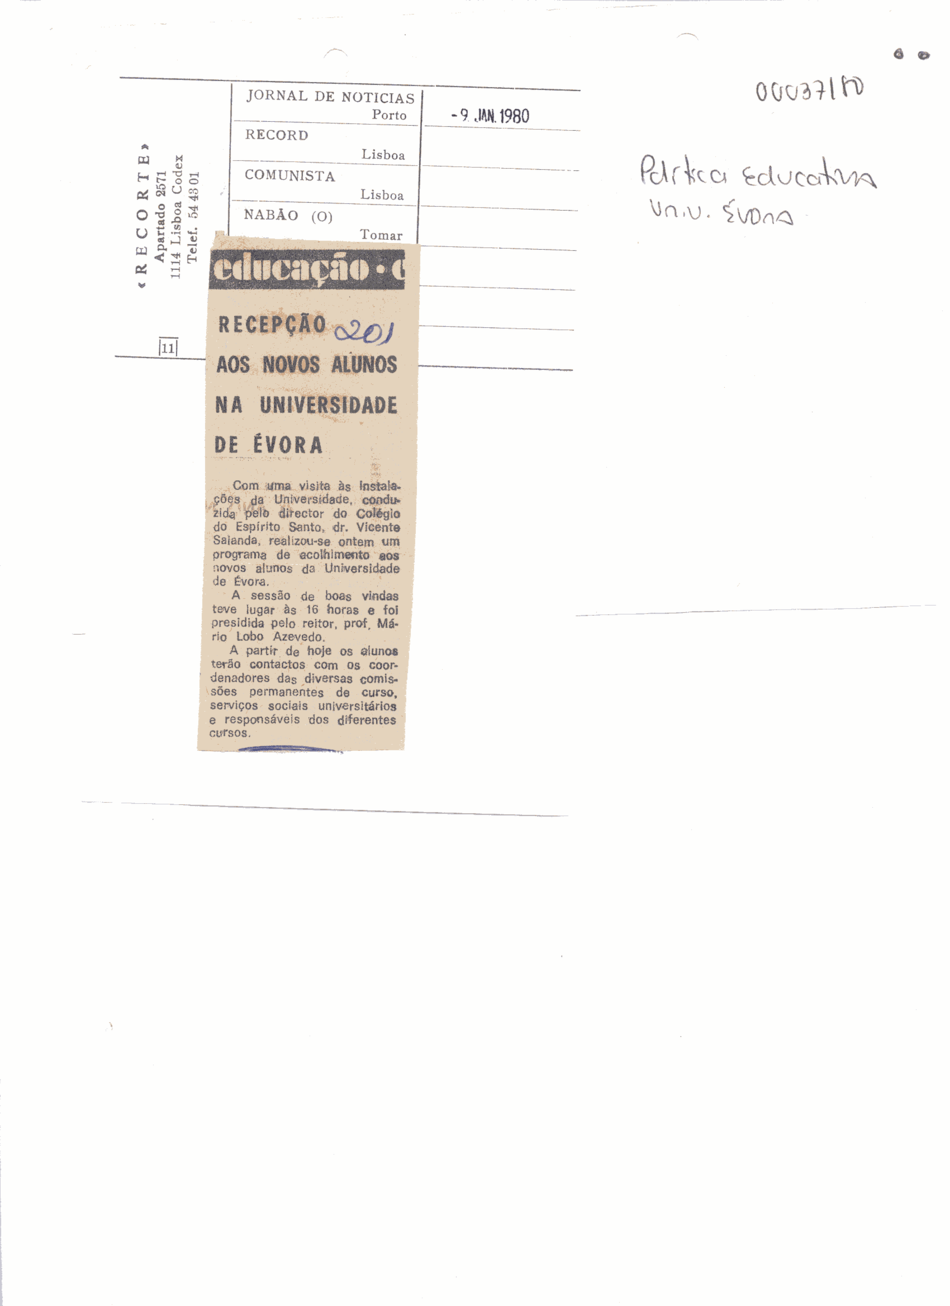 00037/80
JORNAL DE NOTICIAS
Porto
- 9. JAN. 1980
RECORD
Lisboa
COMUNISTA
Lisboa
NABÃO (O)
Tomar
« RECORTE »
Apartado 2571
1114 Lisboa Codex
Telef. 54 43 01
11
Política Educativa
Univ. Évora
educação •
RECEPÇÃO
201
AOS NOVOS ALUNOS
NA UNIVERSIDADE
DE ÉVORA
Com uma visita às Instala-
ções da Universidade, condu-
zida pelo director do Colégio
do Espírito Santo, dr. Vicente
Salanda, realizou-se ontem um
programa de acolhimento aos
novos alunos da Universidade
de Évora.
A sessão de boas vindas
teve lugar às 16 horas e foi
presidida pelo reitor, prof. Má-
rio Lobo Azevedo.
A partir de hoje os alunos
terão contactos com os coor-
denadores das diversas comis-
sões permanentes de curso,
serviços sociais universitários
e responsáveis dos diferentes
cursos.